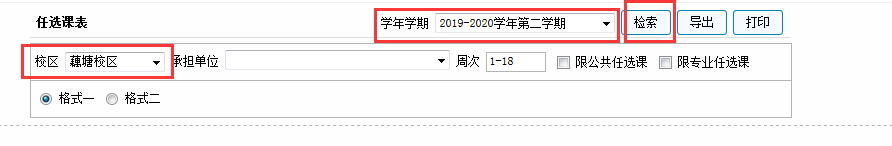 任选课表 学年学期 2019-2020学年第二学期 检索 导出 打印
校区 藕塘校区 承担单位 周次 1-18 限公共任选课 限专业任选课
格式一 格式二